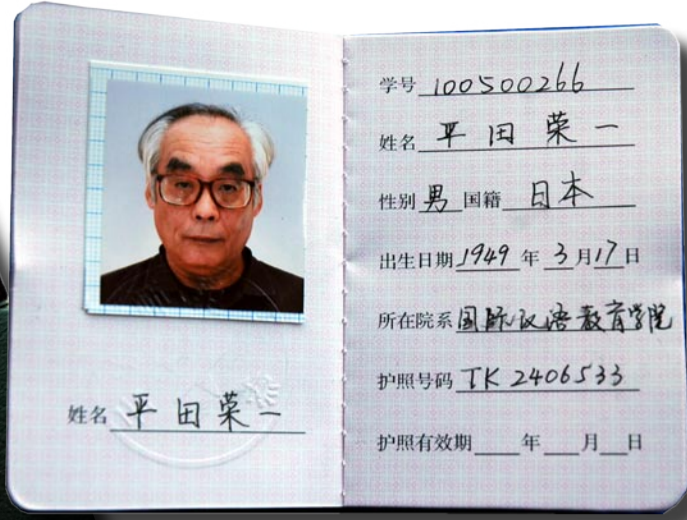 姓名 平田荣一
学号 100500266
姓名 平田荣一
性别 男 国籍 日本
出生日期 1949 年 3 月 17 日
所在院系 国际汉语教育学院
护照号码 TK 2406533
护照有效期 年 月 日